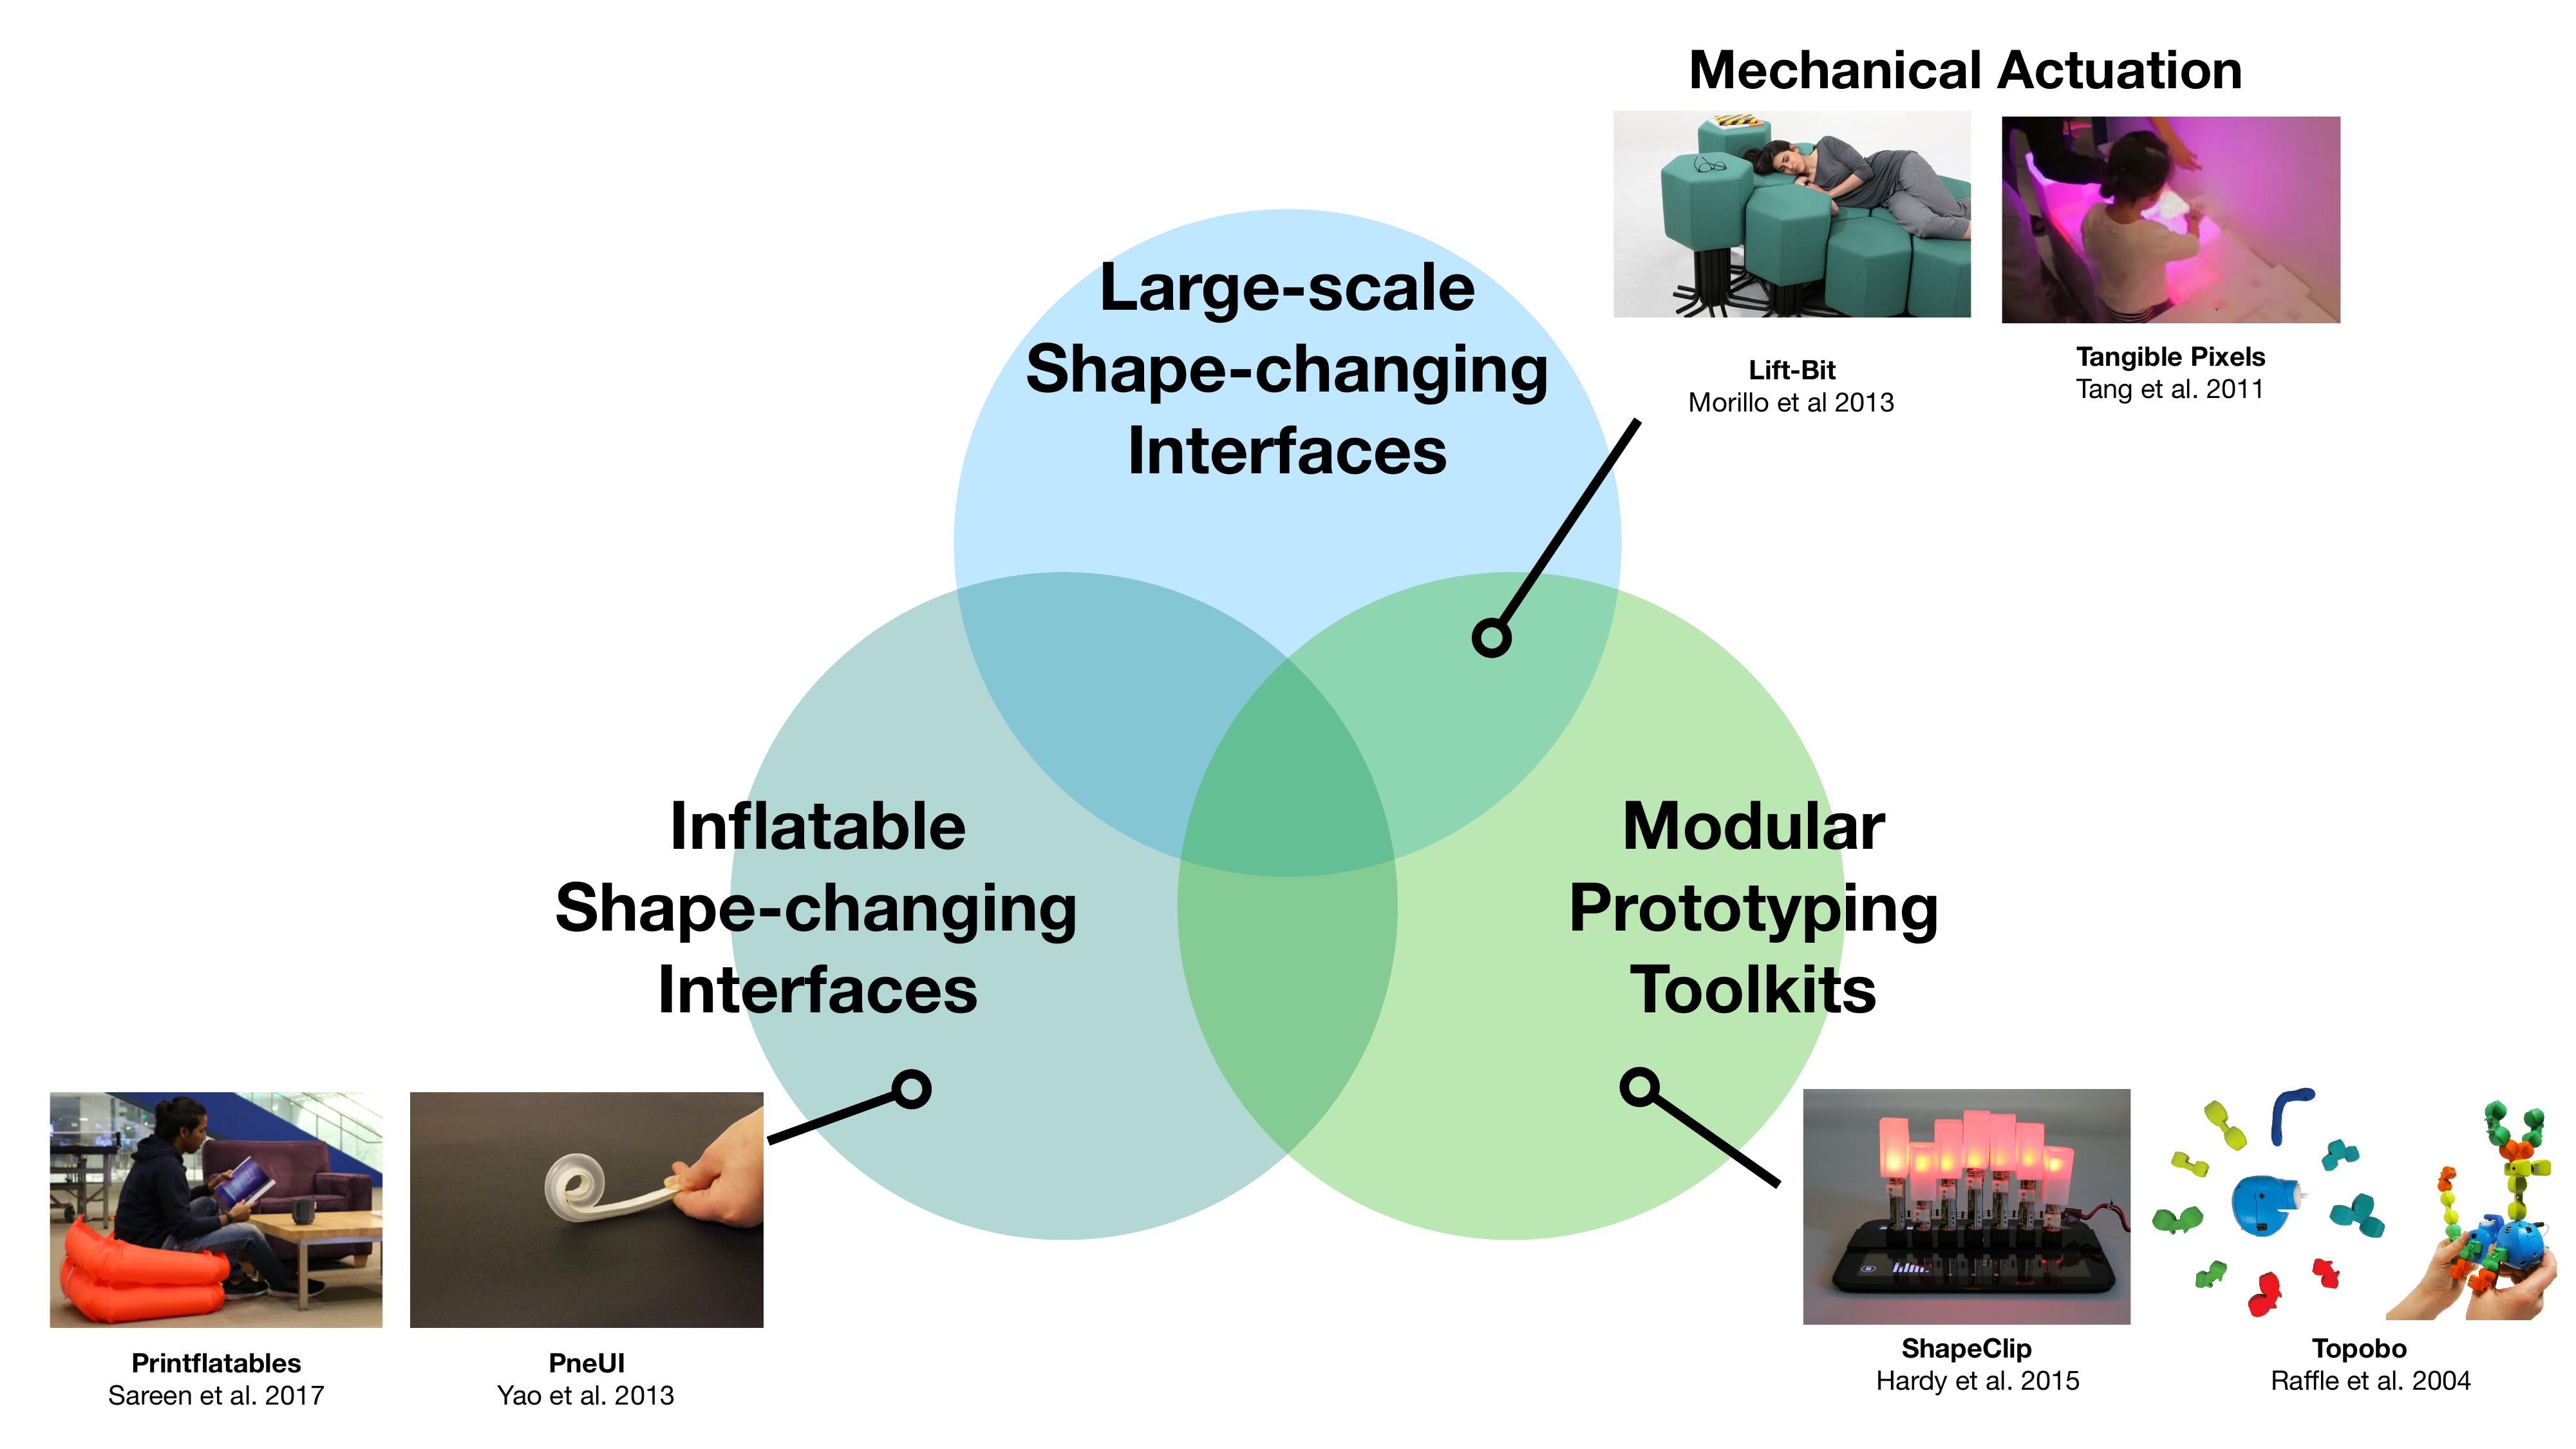 Mechanical Actuation
Lift-Bit
Morillo et al 2013
Tangible Pixels
Tang et al. 2011
Large-scale
Shape-changing
Interfaces
Inflatable
Shape-changing
Interfaces
Modular
Prototyping
Toolkits
Printflatables
Sareen et al. 2017
PneUI
Yao et al. 2013
ShapeClip
Hardy et al. 2015
Topobo
Raffle et al. 2004